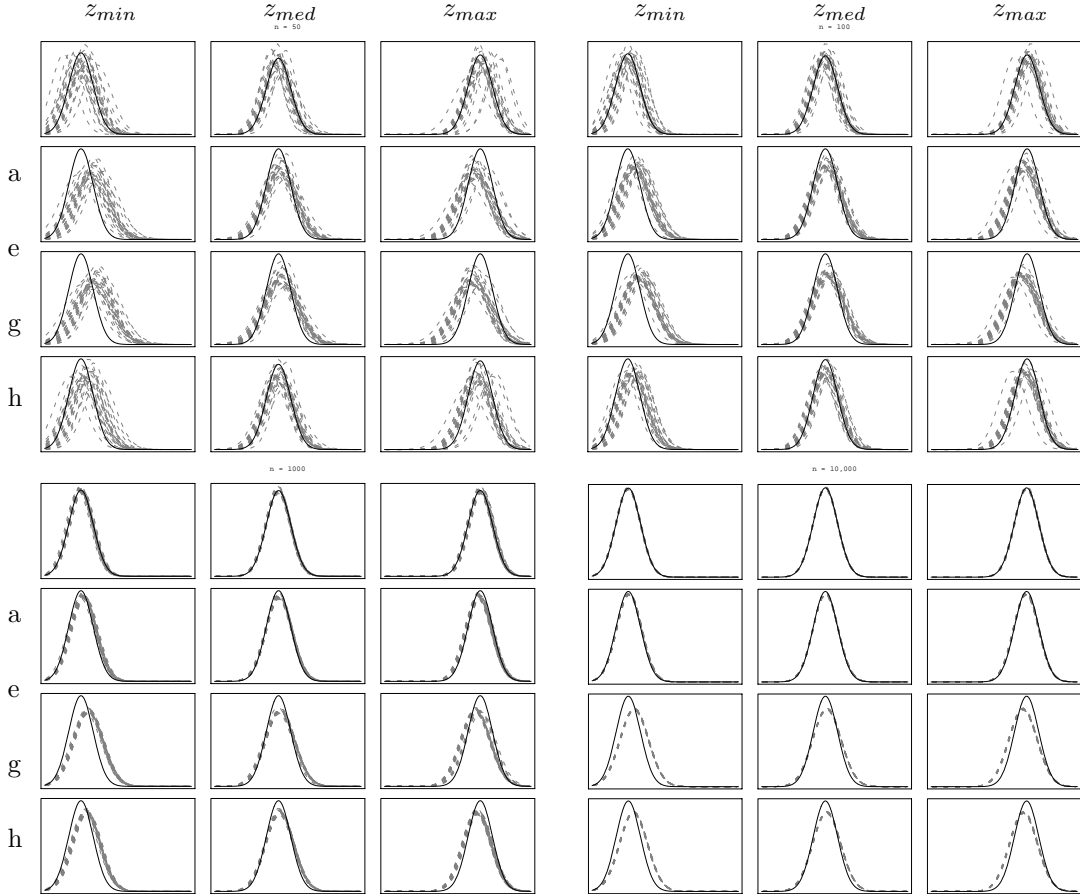 z_min z_med z_max z_min z_med z_max
n = 50 n = 100
a
e
g
h
n = 1000 n = 10,000
a
e
g
h